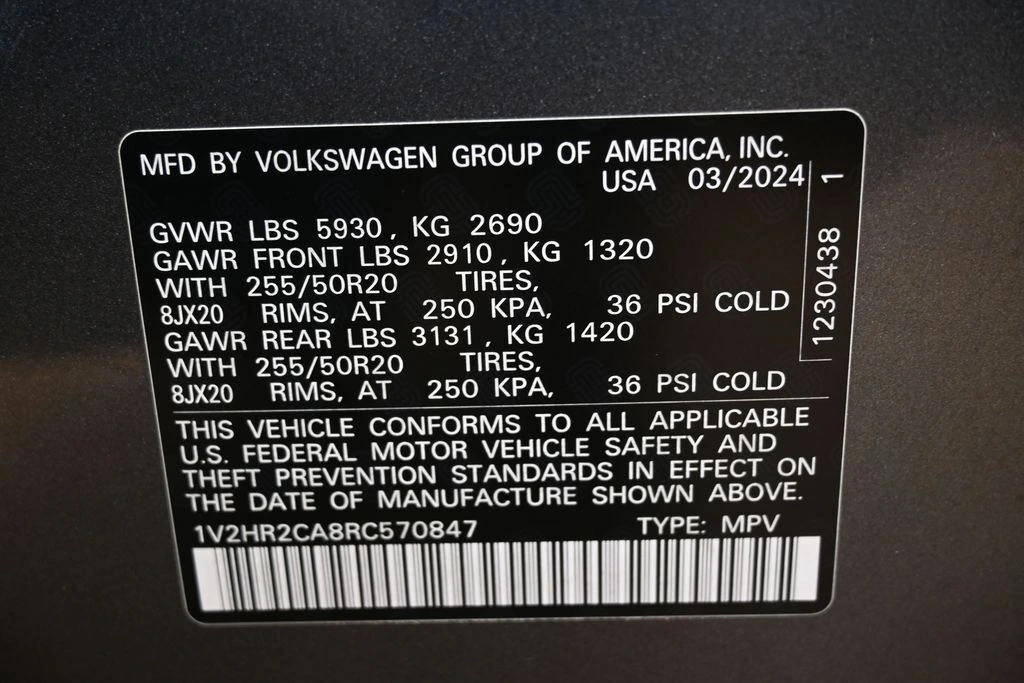 MFD BY VOLKSWAGEN GROUP OF AMERICA, INC.
USA 03/2024
GVWR LBS 5930, KG 2690
GAWR FRONT LBS 2910, KG 1320
WITH 255/50R20 TIRES,
8JX20 RIMS, AT 250 KPA, 36 PSI COLD
GAWR REAR LBS 3131, KG 1420
WITH 255/50R20 TIRES,
8JX20 RIMS, AT 250 KPA, 36 PSI COLD
1230438 1
THIS VEHICLE CONFORMS TO ALL APPLICABLE
U.S. FEDERAL MOTOR VEHICLE SAFETY AND
THEFT PREVENTION STANDARDS IN EFFECT ON
THE DATE OF MANUFACTURE SHOWN ABOVE.
1V2HR2CA8RC570847 TYPE: MPV